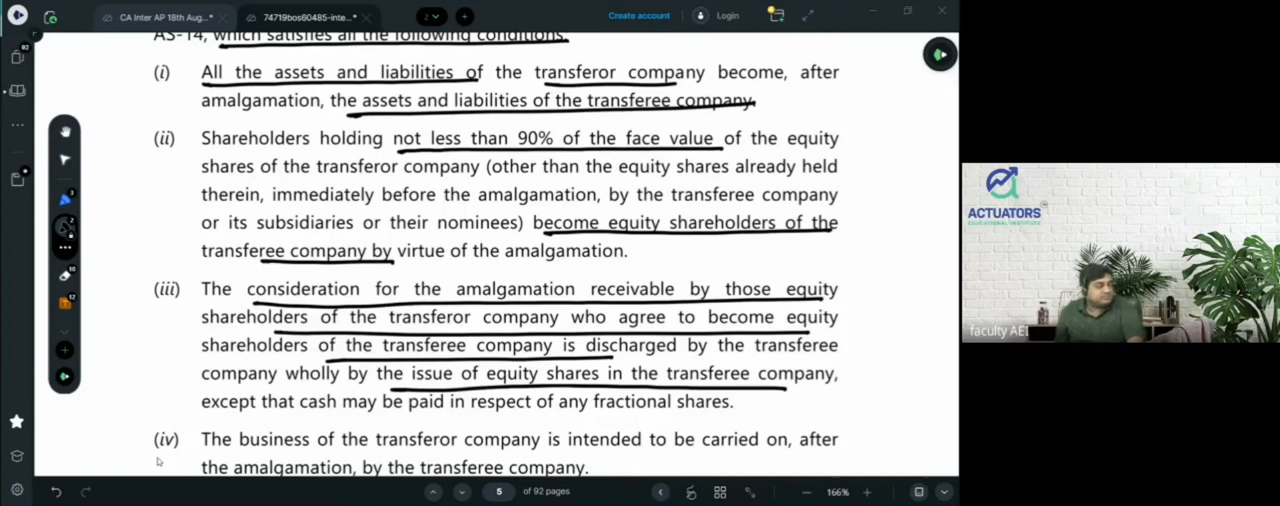 CA Inter AP 18th Aug...*
74719bos60485-inte...*
2
Create account
Login
92
AS-14, which satisfies all the following conditions.
(i) All the assets and liabilities of the transferor company become, after
amalgamation, the assets and liabilities of the transferee company.
(ii) Shareholders holding not less than 90% of the face value of the equity
shares of the transferor company (other than the equity shares already held
therein, immediately before the amalgamation, by the transferee company
or its subsidiaries or their nominees) become equity shareholders of the
transferee company by virtue of the amalgamation.
(iii) The consideration for the amalgamation receivable by those equity
shareholders of the transferor company who agree to become equity
shareholders of the transferee company is discharged by the transferee
company wholly by the issue of equity shares in the transferee company,
except that cash may be paid in respect of any fractional shares.
(iv) The business of the transferor company is intended to be carried on, after
the amalgamation, by the transferee company.
3
2
10
12
5 of 92 pages
166%
ACTUATORS
EDUCATIONAL INSTITUTE
faculty AEI